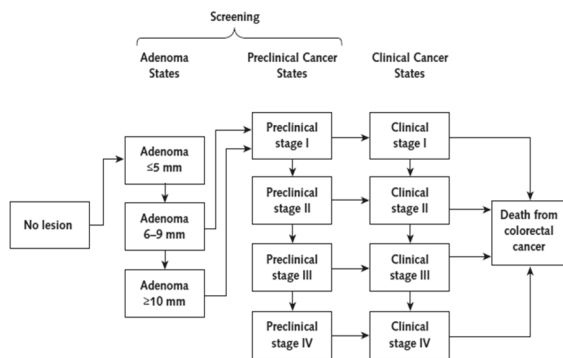 Screening
Adenoma
States
Preclinical Cancer
States
Clinical Cancer
States
No lesion
Adenoma
≤5 mm
Adenoma
6–9 mm
Adenoma
≥10 mm
Preclinical
stage I
Preclinical
stage II
Preclinical
stage III
Preclinical
stage IV
Clinical
stage I
Clinical
stage II
Clinical
stage III
Clinical
stage IV
Death from
colorectal
cancer